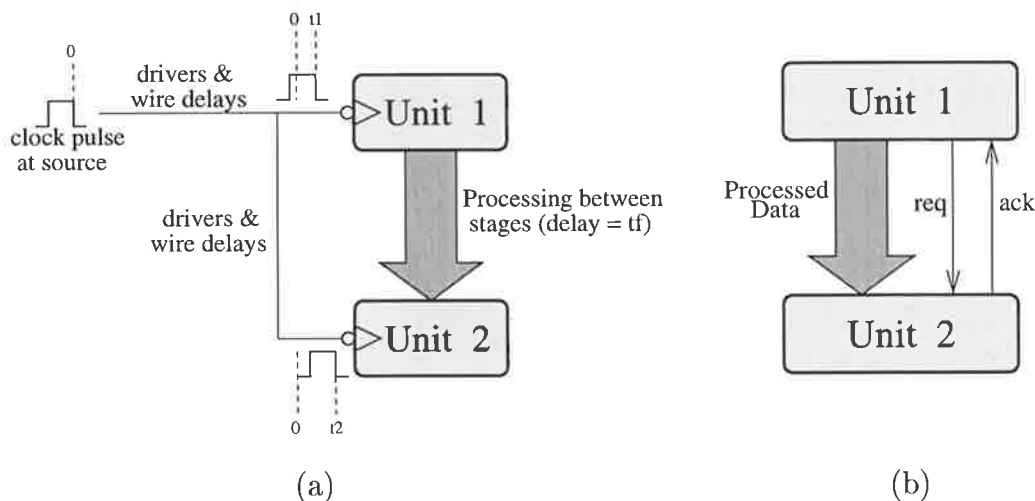 0
clock pulse
at source
drivers &
wire delays
0 t1
Unit 1
drivers &
wire delays
Processing between
stages (delay = tf)
Unit 2
0 t2
(a)
Unit 1
Processed
Data
req
ack
Unit 2
(b)